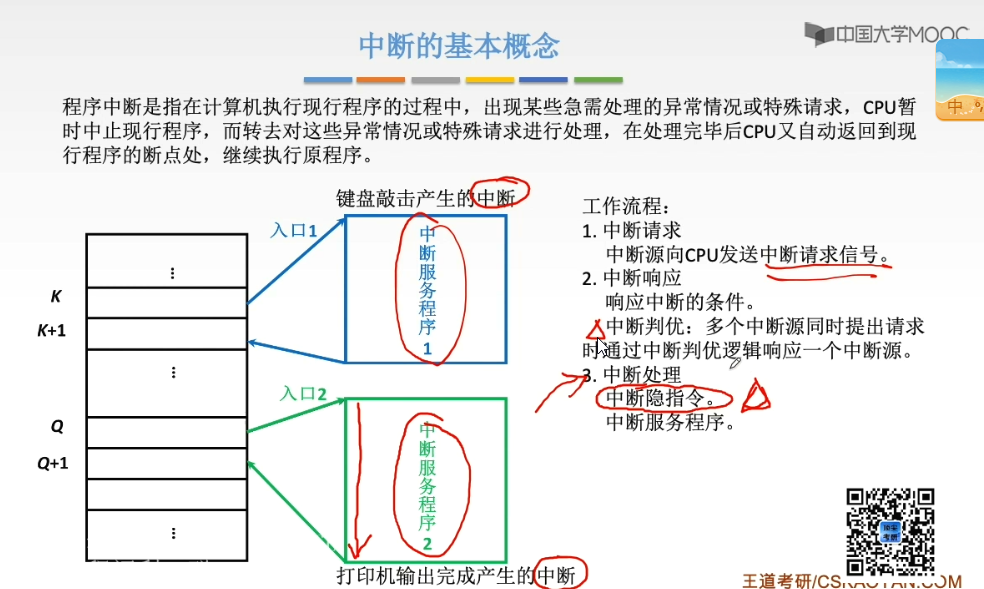 中断的基本概念
中国大学MOOC
中
程序中断是指在计算机执行现行程序的过程中，出现某些急需处理的异常情况或特殊请求，CPU暂
时中止现行程序，而转去对这些异常情况或特殊请求进行处理，在处理完毕后CPU又自动返回到现
行程序的断点处，继续执行原程序。
键盘敲击产生的中断
入口1
中断服务程序1
K
K+1
⋮
⋮
入口2
中断服务程序2
Q
Q+1
⋮
打印机输出完成产生的中断
工作流程：
1. 中断请求
中断源向CPU发送中断请求信号。
2. 中断响应
响应中断的条件。
中断判优：多个中断源同时提出请求
时通过中断判优逻辑响应一个中断源。
3. 中断处理
中断隐指令。
中断服务程序。
王道考研/CSKAOYAN.COM